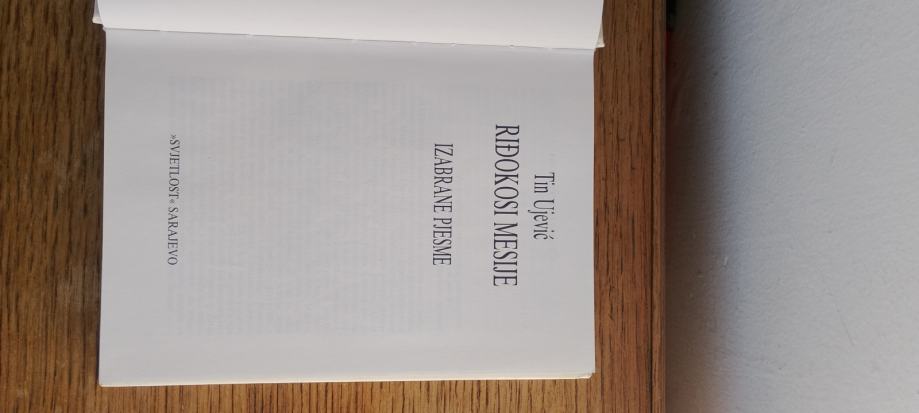 Tin Ujević
RIĐOKOSI MESIJE
IZABRANE PJESME
»SVJETLOST« SARAJEVO